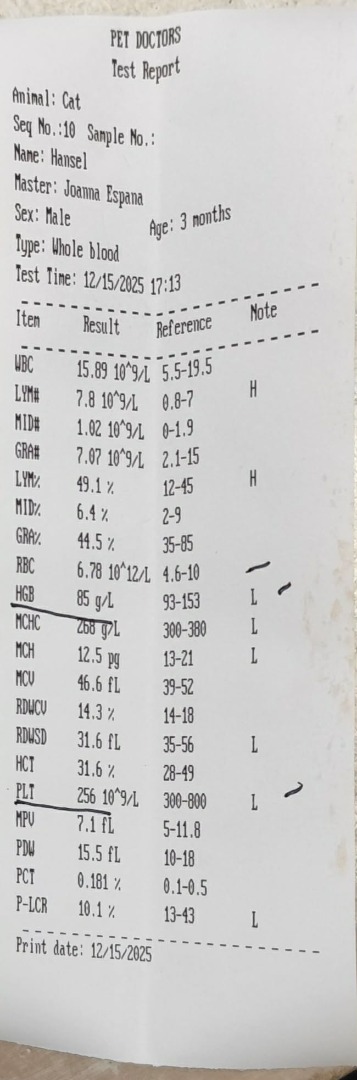 PET DOCTORS
Test Report
Animal: Cat
Seq No.:10 Sample No.:
Name: Hansel
Master: Joanna Espana
Sex: Male Age: 3 months
Type: Whole blood
Test Time: 12/15/2025 17:13
Item Result Reference Note
WBC 15.89 10^9/L 5.5-19.5
LYM# 7.8 10^9/L 0.8-7 H
MID# 1.02 10^9/L 0-1.9
GRA# 7.07 10^9/L 2.1-15
LYM% 49.1 % 12-45 H
MID% 6.4 % 2-9
GRA% 44.5 % 35-85
RBC 6.78 10^12/L 4.6-10
HGB 85 g/L 93-153 L
MCHC 268 g/L 300-380 L
MCH 12.5 pg 13-21 L
MCV 46.6 fL 39-52
RDWCV 14.3 % 14-18
RDWSD 31.6 fL 35-56 L
HCT 31.6 % 28-49
PLT 256 10^9/L 300-800 L
MPV 7.1 fL 5-11.8
PDW 15.5 fL 10-18
PCT 0.181 % 0.1-0.5
P-LCR 10.1 % 13-43 L
Print date: 12/15/2025